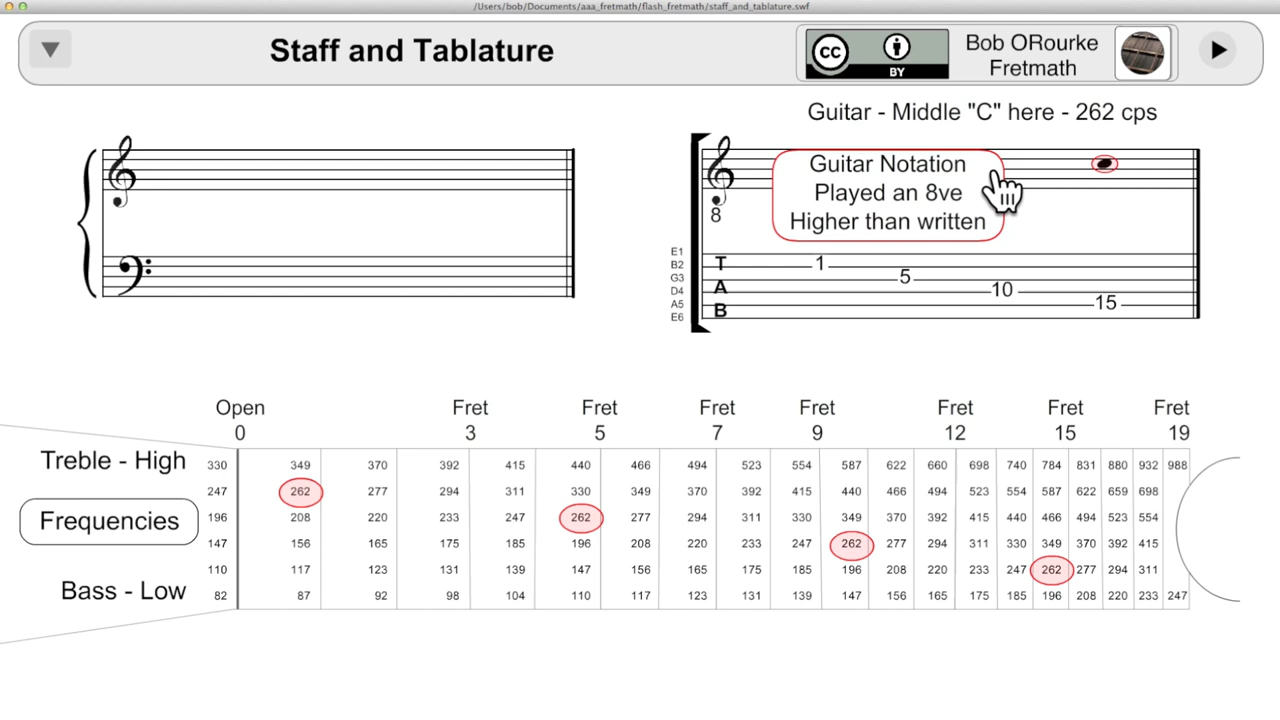 /Users/bob/Documents/aaa_fretmath/flash_fretmath/staff_and_tablature.swf
Staff and Tablature
CC
BY
Bob ORourke
Fretmath
Guitar - Middle "C" here - 262 cps
Guitar Notation
Played an 8ve
Higher than written
8
E1
B2 T 1
G3 5
D4 A 10
A5 B 15
E6
Open Fret Fret Fret Fret Fret Fret Fret
0 3 5 7 9 12 15 19
Treble - High 330 349 370 392 415 440 466 494 523 554 587 622 660 698 740 784 831 880 932 988
247 262 277 294 311 330 349 370 392 415 440 466 494 523 554 587 622 659 698
Frequencies 196 208 220 233 247 262 277 294 311 330 349 370 392 415 440 466 494 523 554
147 156 165 175 185 196 208 220 233 247 262 277 294 311 330 349 370 392 415
110 117 123 131 139 147 156 165 175 185 196 208 220 233 247 262 277 294 311
Bass - Low 82 87 92 98 104 110 117 123 131 139 147 156 165 175 185 196 208 220 233 247